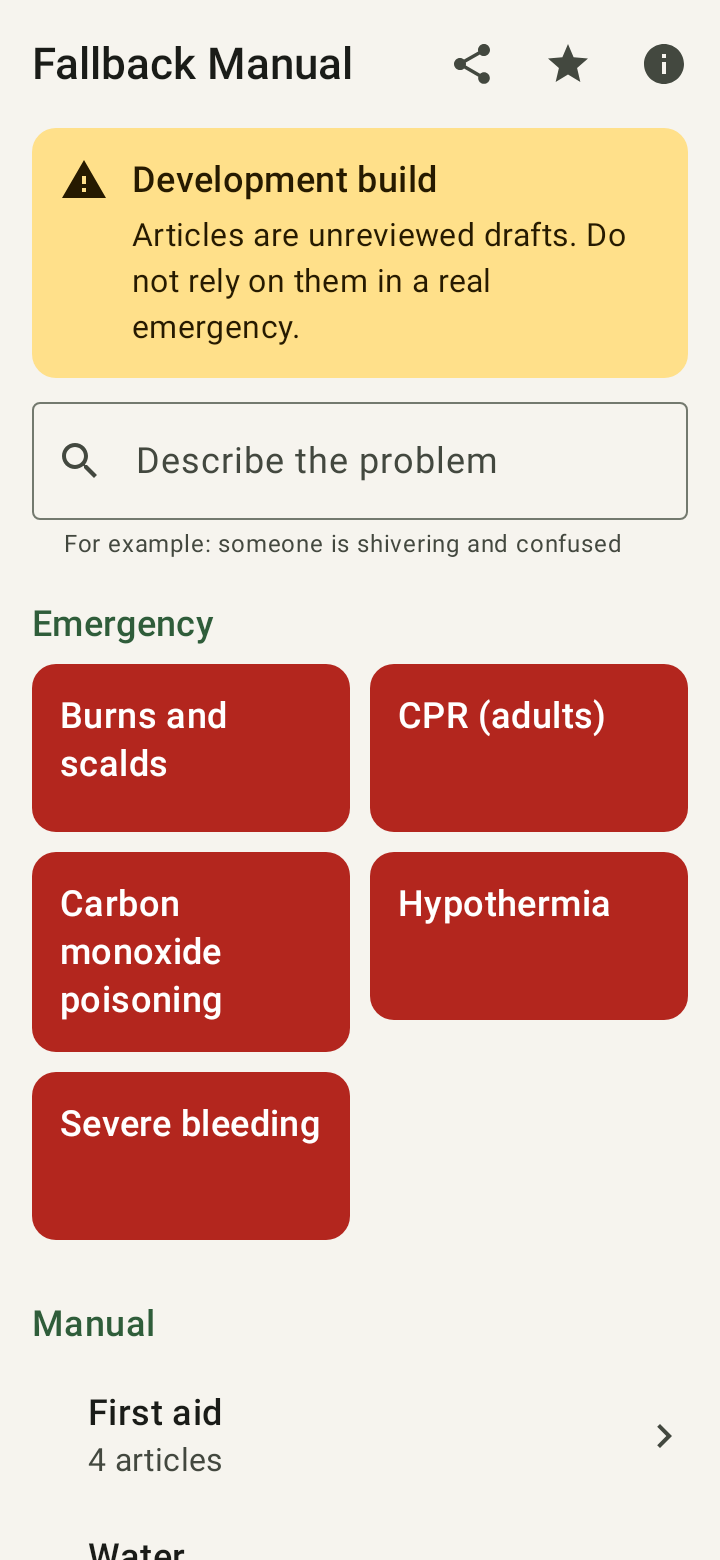 Fallback Manual
Development build
Articles are unreviewed drafts. Do
not rely on them in a real
emergency.
Describe the problem
For example: someone is shivering and confused
Emergency
Burns and
scalds
CPR (adults)
Carbon
monoxide
poisoning
Hypothermia
Severe bleeding
Manual
First aid
4 articles
Water